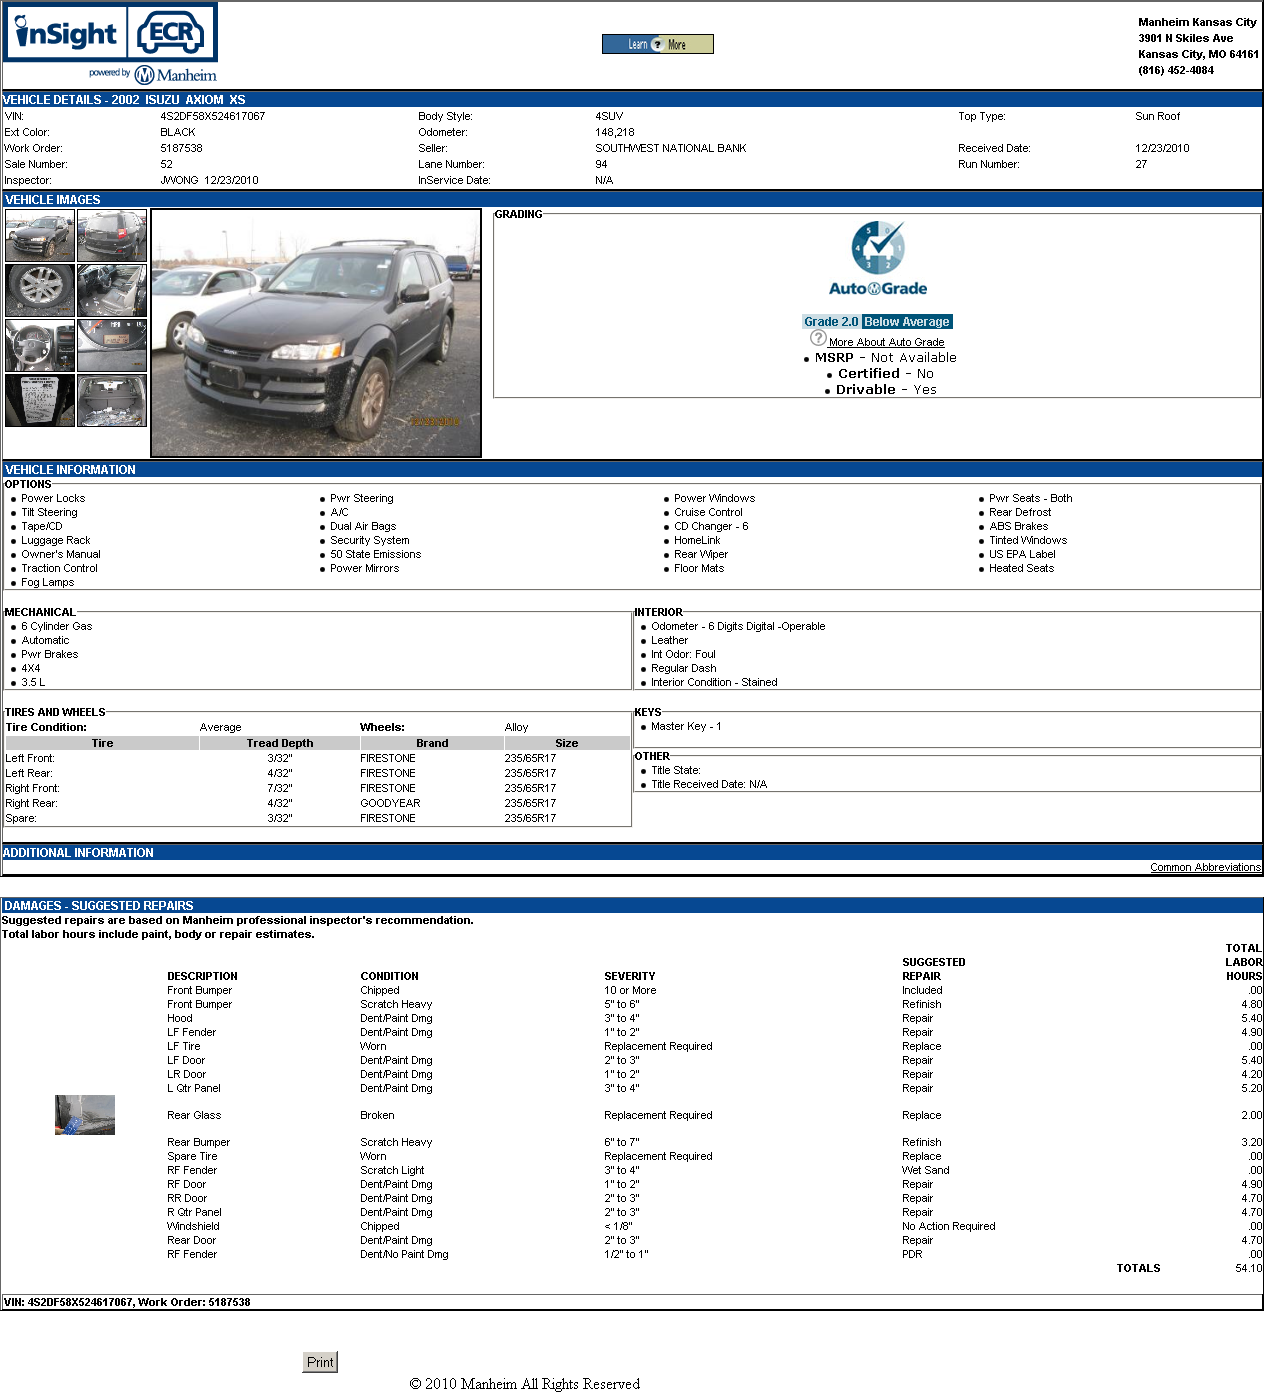 inSight ECR
powered by Manheim
Learn ? More
Manheim Kansas City
3901 N Skiles Ave
Kansas City, MO 64161
(816) 452-4084
VEHICLE DETAILS - 2002 ISUZU AXIOM XS
VIN: 4S2DF58X524617067 Body Style: 4SUV Top Type: Sun Roof
Ext Color: BLACK Odometer: 148,218
Work Order: 5187538 Seller: SOUTHWEST NATIONAL BANK Received Date: 12/23/2010
Sale Number: 52 Lane Number: 94 Run Number: 27
Inspector: JWONG 12/23/2010 InService Date: N/A
VEHICLE IMAGES
GRADING
5 0 4 1 3 2
AutoGrade
Grade 2.0 Below Average
? More About Auto Grade
• MSRP - Not Available
• Certified - No
• Drivable - Yes
12/23/2010
VEHICLE INFORMATION
OPTIONS
• Power Locks • Pwr Steering • Power Windows • Pwr Seats - Both
• Tilt Steering • A/C • Cruise Control • Rear Defrost
• Tape/CD • Dual Air Bags • CD Changer - 6 • ABS Brakes
• Luggage Rack • Security System • HomeLink • Tinted Windows
• Owner's Manual • 50 State Emissions • Rear Wiper • US EPA Label
• Traction Control • Power Mirrors • Floor Mats • Heated Seats
• Fog Lamps
MECHANICAL
• 6 Cylinder Gas
• Automatic
• Pwr Brakes
• 4X4
• 3.5 L
INTERIOR
• Odometer - 6 Digits Digital -Operable
• Leather
• Int Odor: Foul
• Regular Dash
• Interior Condition - Stained
TIRES AND WHEELS
Tire Condition: Average Wheels: Alloy
Tire Tread Depth Brand Size
Left Front: 3/32" FIRESTONE 235/65R17
Left Rear: 4/32" FIRESTONE 235/65R17
Right Front: 7/32" FIRESTONE 235/65R17
Right Rear: 4/32" GOODYEAR 235/65R17
Spare: 3/32" FIRESTONE 235/65R17
KEYS
• Master Key - 1
OTHER
• Title State:
• Title Received Date: N/A
ADDITIONAL INFORMATION
Common Abbreviations
DAMAGES - SUGGESTED REPAIRS
Suggested repairs are based on Manheim professional inspector's recommendation.
Total labor hours include paint, body or repair estimates.
DESCRIPTION CONDITION SEVERITY SUGGESTED REPAIR TOTAL LABOR HOURS
Front Bumper Chipped 10 or More Included .00
Front Bumper Scratch Heavy 5" to 6" Refinish 4.80
Hood Dent/Paint Dmg 3" to 4" Repair 5.40
LF Fender Dent/Paint Dmg 1" to 2" Repair 4.90
LF Tire Worn Replacement Required Replace .00
LF Door Dent/Paint Dmg 2" to 3" Repair 5.40
LR Door Dent/Paint Dmg 1" to 2" Repair 4.20
L Qtr Panel Dent/Paint Dmg 3" to 4" Repair 5.20
Rear Glass Broken Replacement Required Replace 2.00
Rear Bumper Scratch Heavy 6" to 7" Refinish 3.20
Spare Tire Worn Replacement Required Replace .00
RF Fender Scratch Light 3" to 4" Wet Sand .00
RF Door Dent/Paint Dmg 1" to 2" Repair 4.90
RR Door Dent/Paint Dmg 2" to 3" Repair 4.70
R Qtr Panel Dent/Paint Dmg 2" to 3" Repair 4.70
Windshield Chipped < 1/8" No Action Required .00
Rear Door Dent/Paint Dmg 2" to 3" Repair 4.70
RF Fender Dent/No Paint Dmg 1/2" to 1" PDR .00
TOTALS 54.10
VIN: 4S2DF58X524617067, Work Order: 5187538
Print
© 2010 Manheim All Rights Reserved